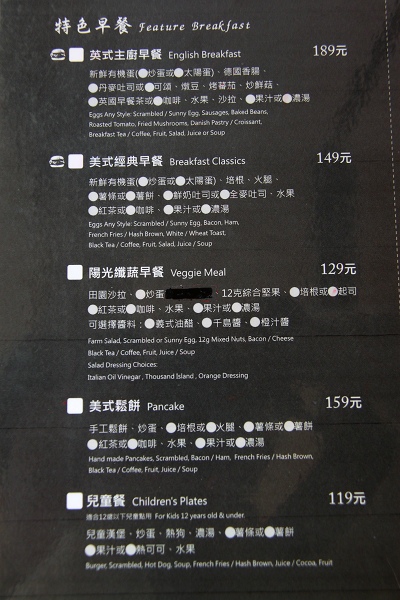 特色早餐 Feature Breakfast
英式主廚早餐 English Breakfast 189元
新鮮有機蛋(炒蛋或太陽蛋)、德國香腸、
丹麥吐司或可頌、燉豆、烤蕃茄、炒鮮菇、
英國早餐茶或咖啡、水果、沙拉、果汁或濃湯
Eggs Any Style: Scrambled / Sunny Egg, Sausages, Baked Beans,
Roasted Tomato, Fried Mushrooms, Danish Pastry / Croissant,
Breakfast Tea / Coffee, Fruit, Salad, Juice or Soup
美式經典早餐 Breakfast Classics 149元
新鮮有機蛋(炒蛋或太陽蛋)、培根、火腿、
薯條或薯餅、鮮奶吐司或全麥吐司、水果
紅茶或咖啡、果汁或濃湯
Eggs Any Style: Scrambled / Sunny Egg, Bacon, Ham,
French Fries / Hash Brown, White / Wheat Toast,
Black Tea / Coffee, Fruit, Salad, Juice / Soup
陽光纖蔬早餐 Veggie Meal 129元
田園沙拉、炒蛋、12克綜合堅果、培根或起司
紅茶或咖啡、水果、果汁或濃湯
可選擇醬料：義式油醋、千島醬、橙汁醬
Farm Salad, Scrambled or Sunny Egg, 12g Mixed Nuts, Bacon / Cheese
Black Tea / Coffee, Fruit, Juice / Soup
Salad Dressing Choices:
Italian Oil Vinegar , Thousand Island , Orange Dressing
美式鬆餅 Pancake 159元
手工鬆餅、炒蛋、培根或火腿、薯條或薯餅
紅茶或咖啡、水果、果汁或濃湯
Hand made Pancakes, Scrambled, Bacon / Ham, French Fries / Hash Brown,
Black Tea / Coffee, Fruit, Juice / Soup
兒童餐 Children's Plates 119元
適合12歲以下兒童點用 For Kids 12 years old & under.
兒童漢堡、炒蛋、熱狗、濃湯、薯條或薯餅
果汁或熱可可、水果
Burger, Scrambled, Hot Dog, Soup, French Fries / Hash Brown, Juice / Cocoa, Fruit